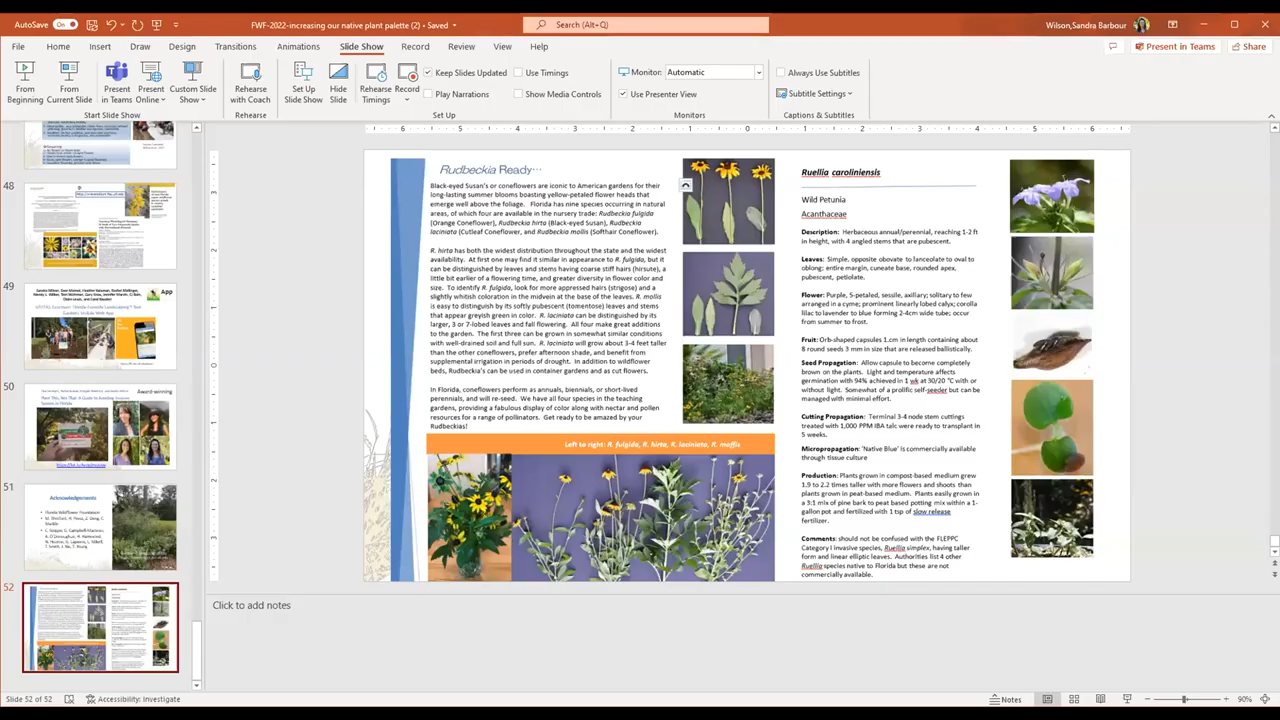 AutoSave
On
FWF-2022-increasing our native plant palette (2) • Saved
Search (Alt+Q)
Wilson,Sandra Barbour
File Home Insert Draw Design Transitions Animations Slide Show Record Review View Help
Present in Teams
Share
From Beginning
From Current Slide
Present in Teams
Present Online
Custom Slide Show
Start Slide Show
Rehearse with Coach
Rehearse
Set Up Slide Show
Hide Slide
Rehearse Timings
Record
Keep Slides Updated
Use Timings
Play Narrations
Show Media Controls
Set Up
Monitor: Automatic
Use Presenter View
Monitors
Always Use Subtitles
Subtitle Settings
Captions & Subtitles
6 5 4 3 2 1 0 1 2 3 4 5 6
3
2
1
0
1
2
3
48
49
App
50
Award-winning
51
Acknowledgements
52
Rudbeckia Ready…
Black-eyed Susan's or coneflowers are iconic to American gardens for their
long-lasting summer blooms boasting yellow-petaled flower heads that
emerge well above the foliage. Florida has nine species occurring in natural
areas, of which four are available in the nursery trade: Rudbeckia fulgida
(Orange Coneflower), Rudbeckia hirta (Black-eyed Susan), Rudbeckia
laciniata (Cutleaf Coneflower, and Rudbeckia mollis (Softhair Coneflower).
R. hirta has both the widest distribution throughout the state and the widest
availability. At first one may find it similar in appearance to R. fulgida, but it
can be distinguished by leaves and stems having coarse stiff hairs (hirsute), a
little bit earlier of a flowering time, and greater diversity in flower color and
size. To identify R. fulgida, look for more appressed hairs (strigose) and a
slightly whitish coloration in the midvein at the base of the leaves. R. mollis
is easy to distinguish by its softly pubescent (tomentose) leaves and stems
that appear greyish green in color. R. laciniata can be distinguished by its
larger, 3 or 7-lobed leaves and fall flowering. All four make great additions
to the garden. The first three can be grown in somewhat similar conditions
with well-drained soil and full sun. R. laciniata will grow about 3-4 feet taller
than the other coneflowers, prefer afternoon shade, and benefit from
supplemental irrigation in periods of drought. In addition to wildflower
beds, Rudbeckia's can be used in container gardens and as cut flowers.
In Florida, coneflowers perform as annuals, biennials, or short-lived
perennials, and will re-seed. We have all four species in the teaching
gardens, providing a fabulous display of color along with nectar and pollen
resources for a range of pollinators. Get ready to be amazed by your
Rudbeckias!
Left to right: R. fulgida, R. hirta, R. laciniata, R. mollis
Ruellia caroliniensis
Wild Petunia
Acanthaceae
Description: Herbaceous annual/perennial, reaching 1-2 ft
in height, with 4 angled stems that are pubescent.
Leaves: Simple, opposite obovate to lanceolate to oval to
oblong; entire margin, cuneate base, rounded apex,
pubescent, petiolate.
Flower: Purple, 5-petaled, sessile, axillary; solitary to few
arranged in a cyme; prominent linearly lobed calyx; corolla
lilac to lavender to blue forming 2-4cm wide tube; occur
from summer to frost.
Fruit: Orb-shaped capsules 1.cm in length containing about
8 round seeds 3 mm in size that are released ballistically.
Seed Propagation: Allow capsule to become completely
brown on the plants. Light and temperature affects
germination with 94% achieved in 1 wk at 30/20 °C with or
without light. Somewhat of a prolific self-seeder but can be
managed with minimal effort.
Cutting Propagation: Terminal 3-4 node stem cuttings
treated with 1,000 PPM IBA talc were ready to transplant in
5 weeks.
Micropropagation: 'Native Blue' is commercially available
through tissue culture
Production: Plants grown in compost-based medium grew
1.9 to 2.2 times taller with more flowers and shoots than
plants grown in peat-based medium. Plants easily grown in
a 3:1 mix of pine bark to peat based potting mix within a 1-
gallon pot and fertilized with 1 tsp of slow release
fertilizer.
Comments: should not be confused with the FLEPPC
Category I invasive species, Ruellia simplex, having taller
form and linear elliptic leaves. Authorities list 4 other
Ruellia species native to Florida but these are not
commercially available.
Click to add notes
Slide 52 of 52
Accessibility: Investigate
Notes
90%